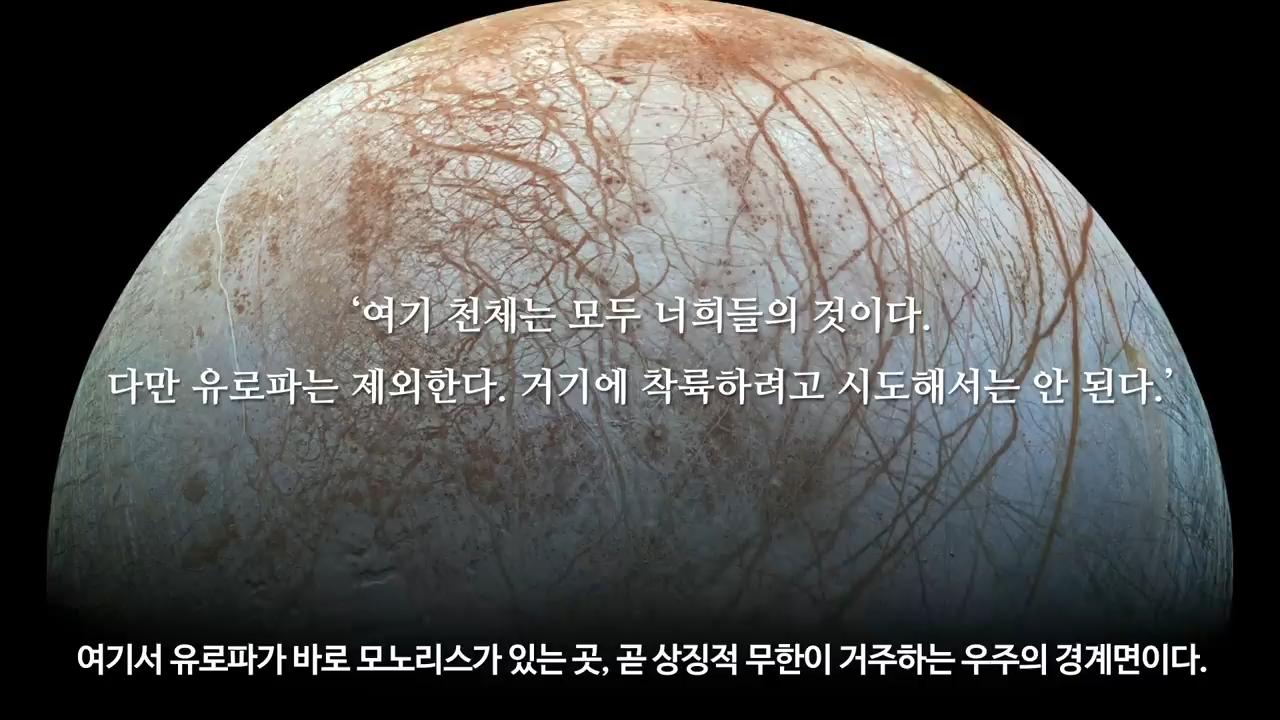 ‘여기 천체는 모두 너희들의 것이다.
다만 유로파는 제외한다. 거기에 착륙하려고 시도해서는 안 된다.’
여기서 유로파가 바로 모노리스가 있는 곳, 곧 상징적 무한이 거주하는 우주의 경계면이다.